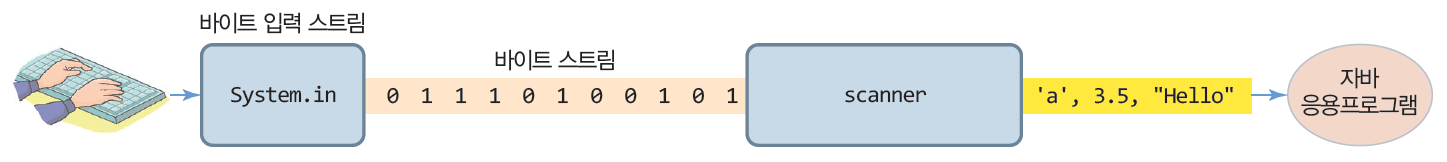 바이트 입력 스트림
System.in
바이트 스트림
0 1 1 1 0 1 0 0 1 0 1
scanner
'a', 3.5, "Hello"
자바
응용프로그램